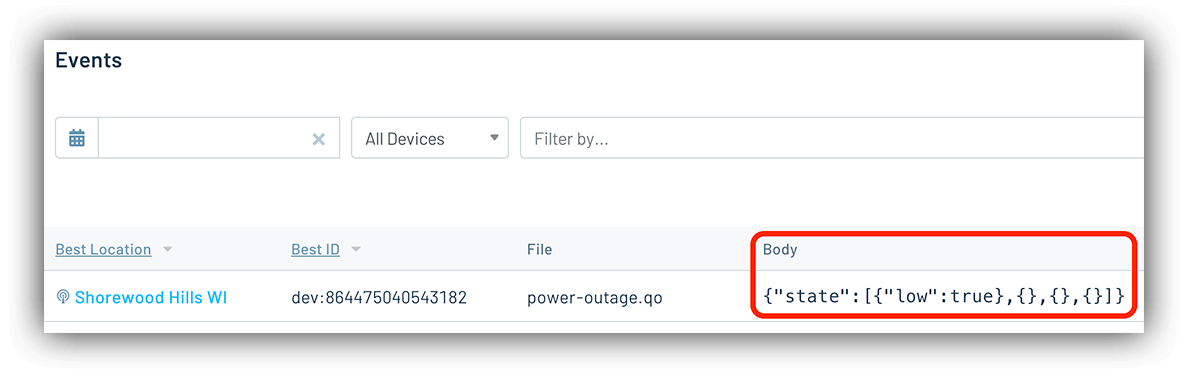 Events
All Devices Filter by...
Best Location Best ID File Body
Shorewood Hills WI dev:864475040543182 power-outage.qo {"state":[{"low":true},{},{},{}]}